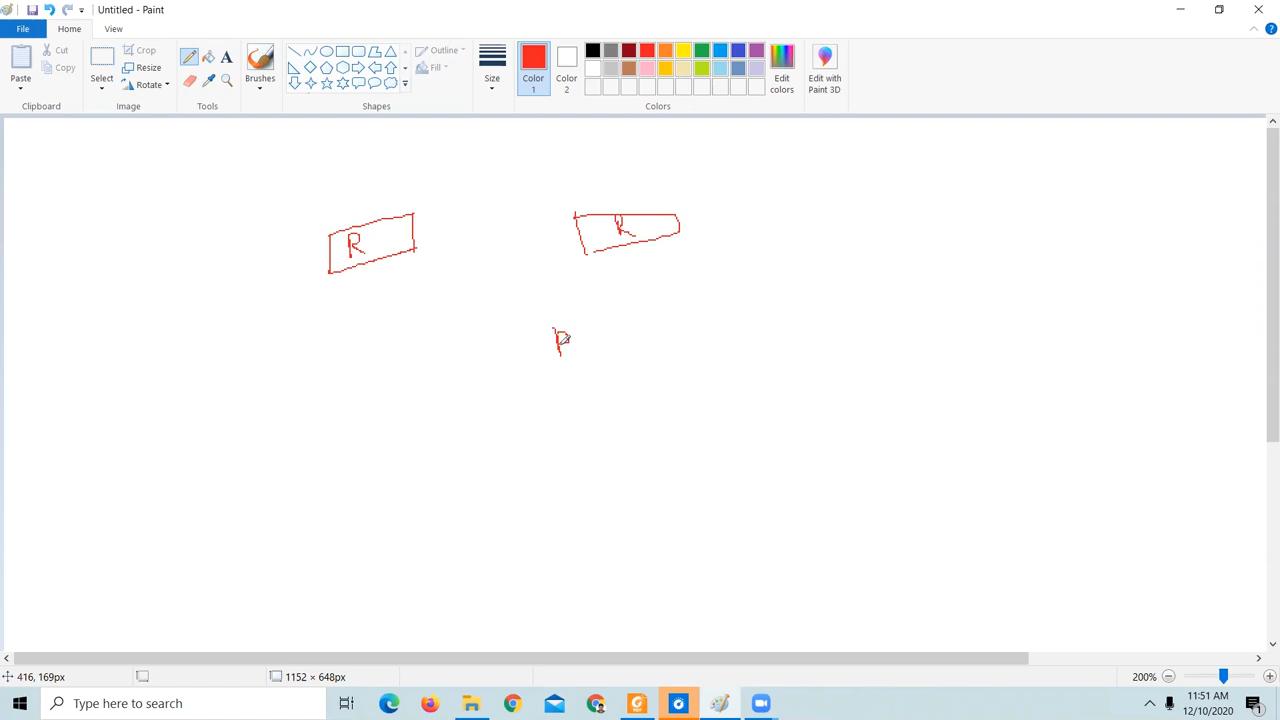 Untitled - Paint
File
Home
View
Paste
Cut
Copy
Clipboard
Select
Crop
Resize
Rotate
Image
Tools
Brushes
Shapes
Outline
Fill
Size
Color
1
Color
2
Edit
colors
Colors
Edit with
Paint 3D
R
R
P
416, 169px
1152 × 648px
200%
Type here to search
11:51 AM
12/10/2020
1